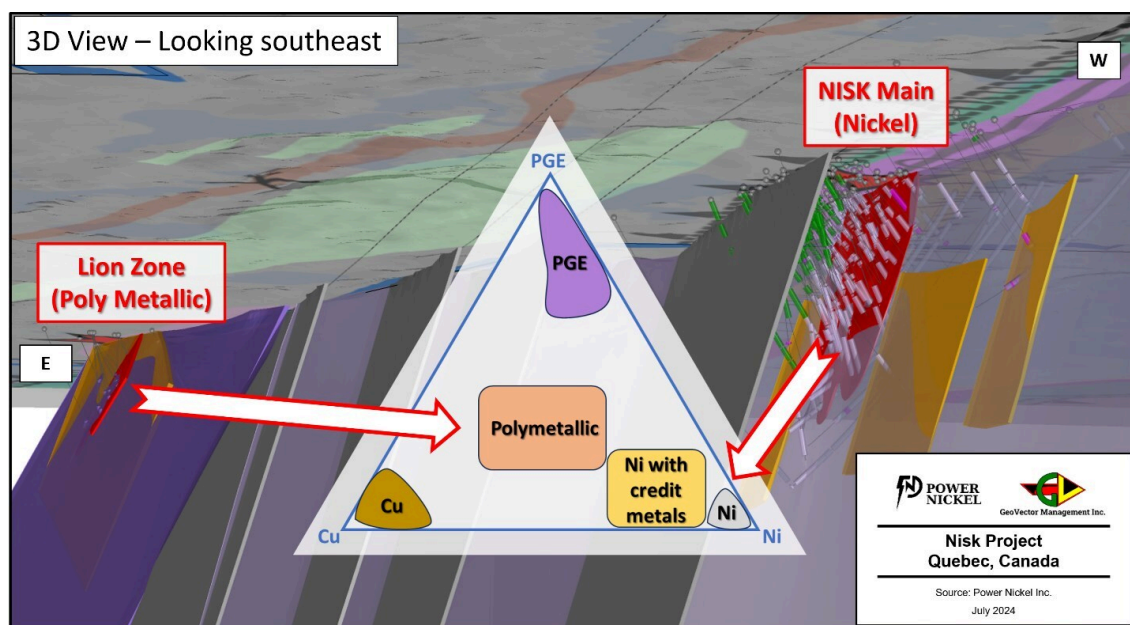 3D View – Looking southeast
W
NISK Main
(Nickel)
PGE
PGE
Lion Zone
(Poly Metallic)
E
Polymetallic
Ni with
credit
metals
Cu
Ni
Cu
Ni
POWER
NICKEL
GeoVector Management Inc.
Nisk Project
Quebec, Canada
Source: Power Nickel Inc.
July 2024